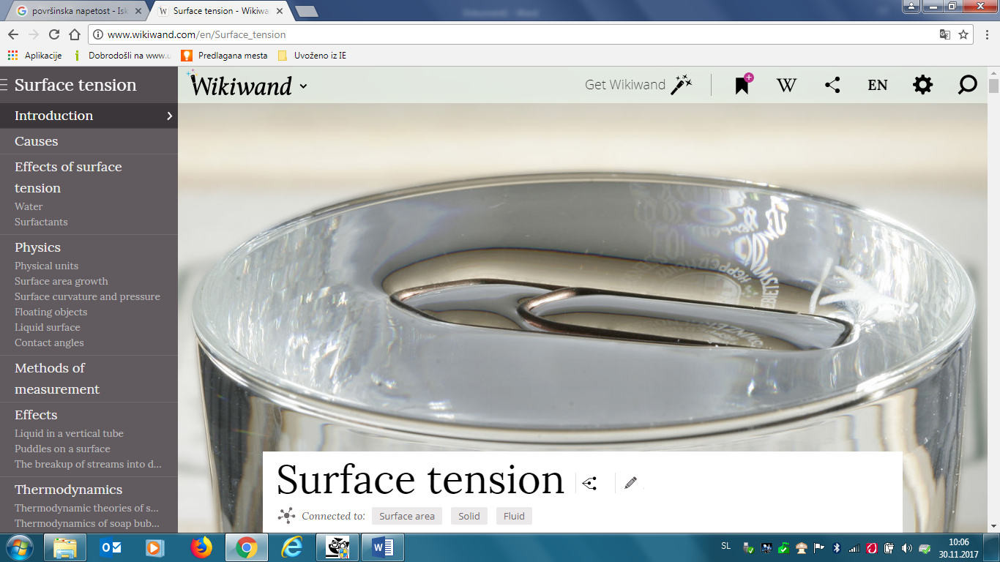 površinska napetost - Isk
Surface tension - Wikiwa
www.wikiwand.com/en/Surface_tension
Aplikacije
Dobrodošli na www.u
Predlagana mesta
Uvoženo iz IE
Surface tension
Wikiwand
Get Wikiwand
W
EN
Introduction
Causes
Effects of surface
tension
Water
Surfactants
Physics
Physical units
Surface area growth
Surface curvature and pressure
Floating objects
Liquid surface
Contact angles
Methods of
measurement
Effects
Liquid in a vertical tube
Puddles on a surface
The breakup of streams into d...
Thermodynamics
Thermodynamic theories of s...
Thermodynamics of soap bub...
Surface tension
Connected to:
Surface area
Solid
Fluid
SL
10:06
30.11.2017